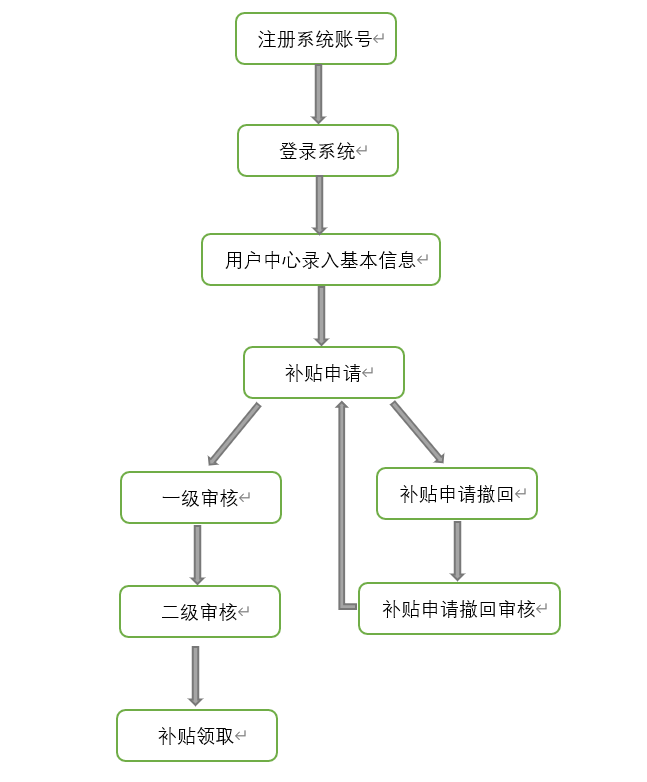 注册系统账号
登录系统
用户中心录入基本信息
补贴申请
一级审核
补贴申请撤回
二级审核
补贴申请撤回审核
补贴领取